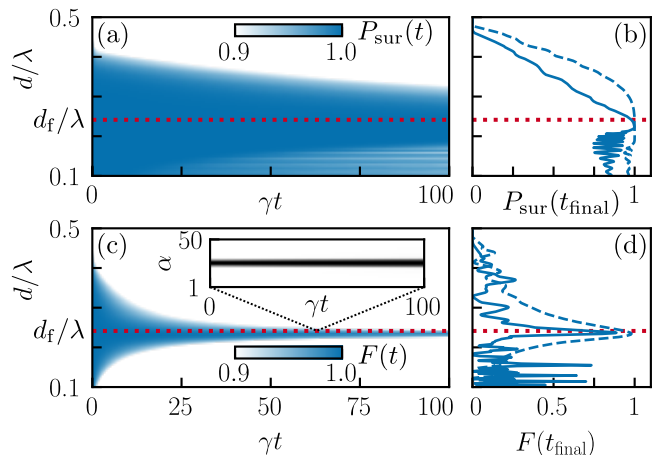 0.5
(a)
0.9
1.0
P_sur(t)
(b)
d/λ
d_f/λ
0.1
0
γt
100
0
P_sur(t_final)
1
0.5
(c)
50
α
1
0
γt
100
(d)
d/λ
d_f/λ
0.9
1.0
F(t)
0.1
0
25
50
75
100
0
0.5
1
γt
F(t_final)